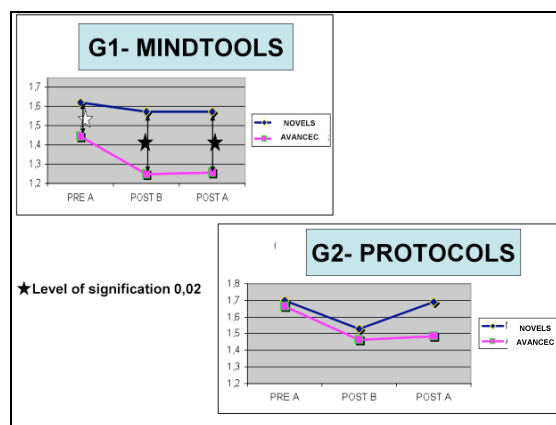 G1- MINDTOOLS
1,7
1,6
1,5
1,4
1,3
1,2
PRE A
POST B
POST A
NOVELS
AVANCEC
G2- PROTOCOLS
★Level of signification 0,02
1,8
1,7
1,6
1,5
1,4
1,3
1,2
PRE A
POST B
POST A
NOVELS
AVANCEC